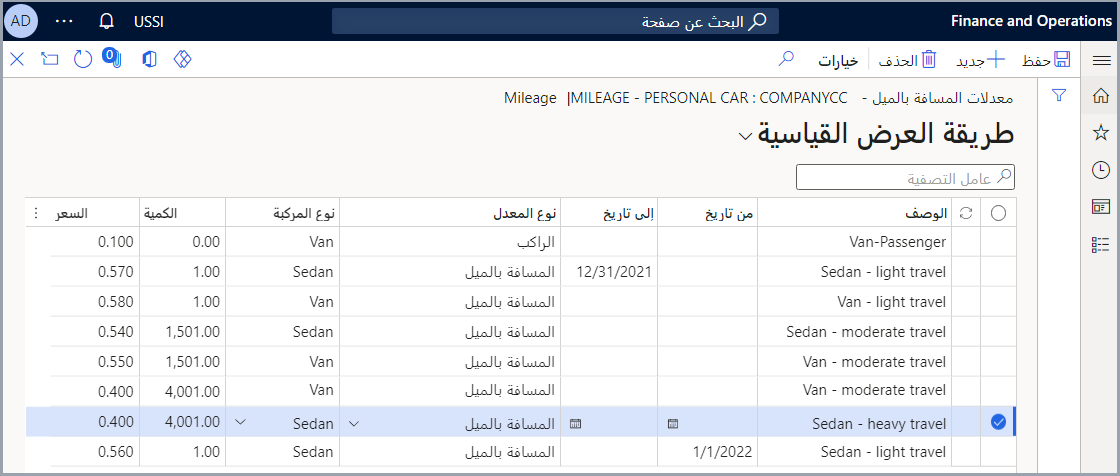 Finance and Operations البحث عن صفحة USSI ... AD
حفظ جديد الحذف خيارات 0
معدلات المسافة بالميل - MILEAGE - PERSONAL CAR : COMPANYCC | Mileage
طريقة العرض القياسية
عامل التصفية
الوصف من تاريخ إلى تاريخ نوع المعدل نوع المركبة الكمية السعر
Van-Passenger الراكب Van 0.00 0.100
Sedan - light travel 12/31/2021 المسافة بالميل Sedan 1.00 0.570
Van - light travel المسافة بالميل Van 1.00 0.580
Sedan - moderate travel المسافة بالميل Sedan 1,501.00 0.540
Van - moderate travel المسافة بالميل Van 1,501.00 0.550
Van - moderate travel المسافة بالميل Van 4,001.00 0.400
Sedan - heavy travel المسافة بالميل Sedan 4,001.00 0.400
Sedan - light travel 1/1/2022 المسافة بالميل Sedan 1.00 0.560